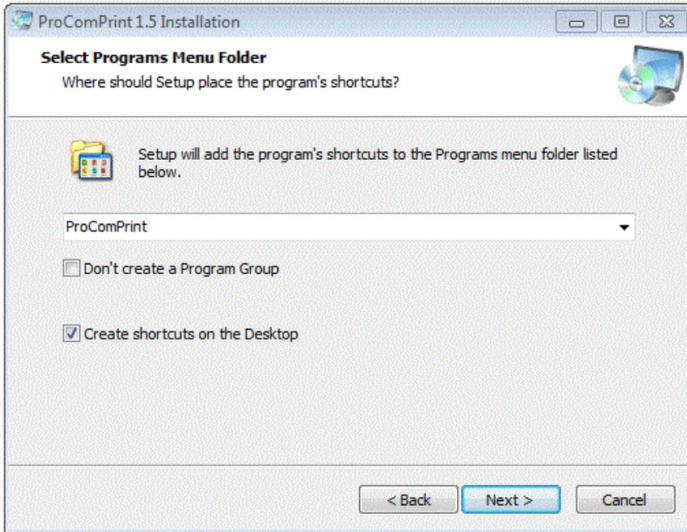 ProComPrint 1.5 Installation
Select Programs Menu Folder
Where should Setup place the program's shortcuts?
Setup will add the program's shortcuts to the Programs menu folder listed
below.
ProComPrint
Don't create a Program Group
Create shortcuts on the Desktop
< Back Next > Cancel